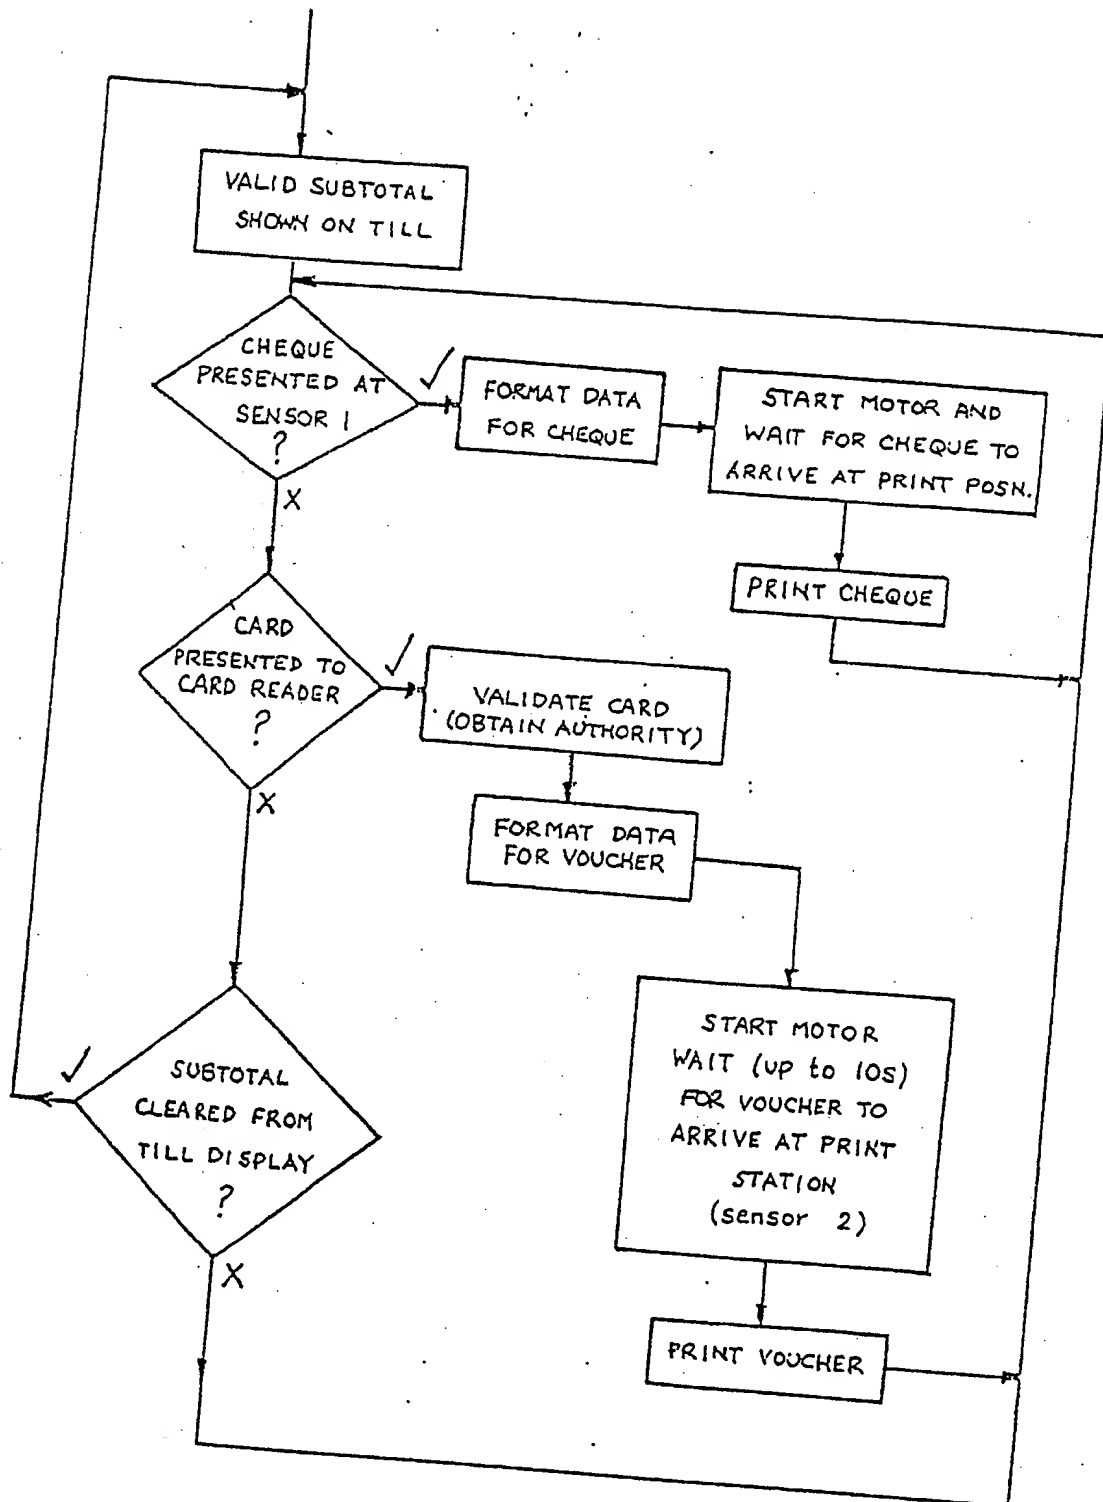 VALID SUBTOTAL
SHOWN ON TILL
CHEQUE
PRESENTED AT
SENSOR 1
?
✓
FORMAT DATA
FOR CHEQUE
START MOTOR AND
WAIT FOR CHEQUE TO
ARRIVE AT PRINT POSN.
X
PRINT CHEQUE
CARD
PRESENTED TO
CARD READER
?
✓
VALIDATE CARD
(OBTAIN AUTHORITY)
X
FORMAT DATA
FOR VOUCHER
START MOTOR
WAIT (up to 10s)
FOR VOUCHER TO
ARRIVE AT PRINT
STATION
(sensor 2)
✓
SUBTOTAL
CLEARED FROM
TILL DISPLAY
?
X
PRINT VOUCHER